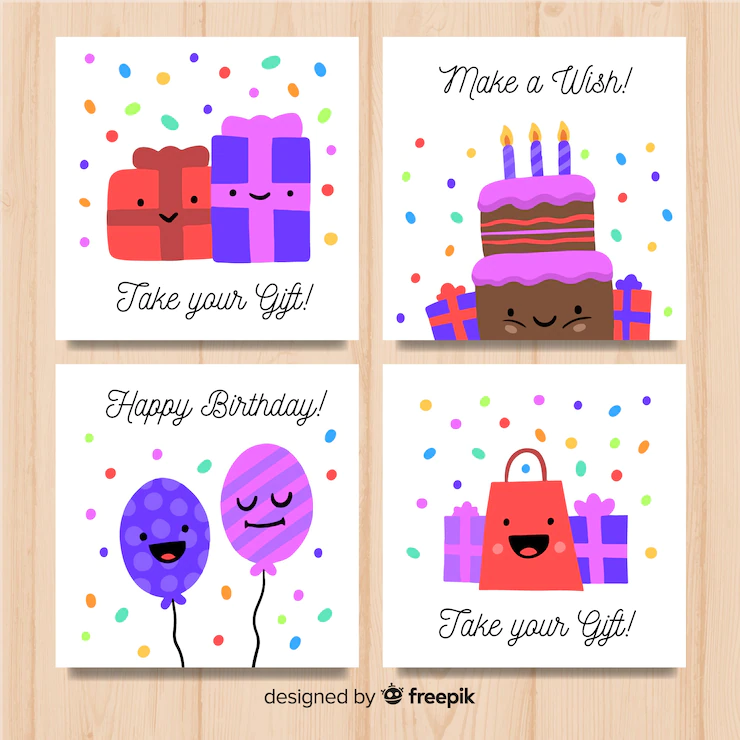 Make a Wish!
Take your Gift!
Happy Birthday!
Take your Gift!
designed by freepik